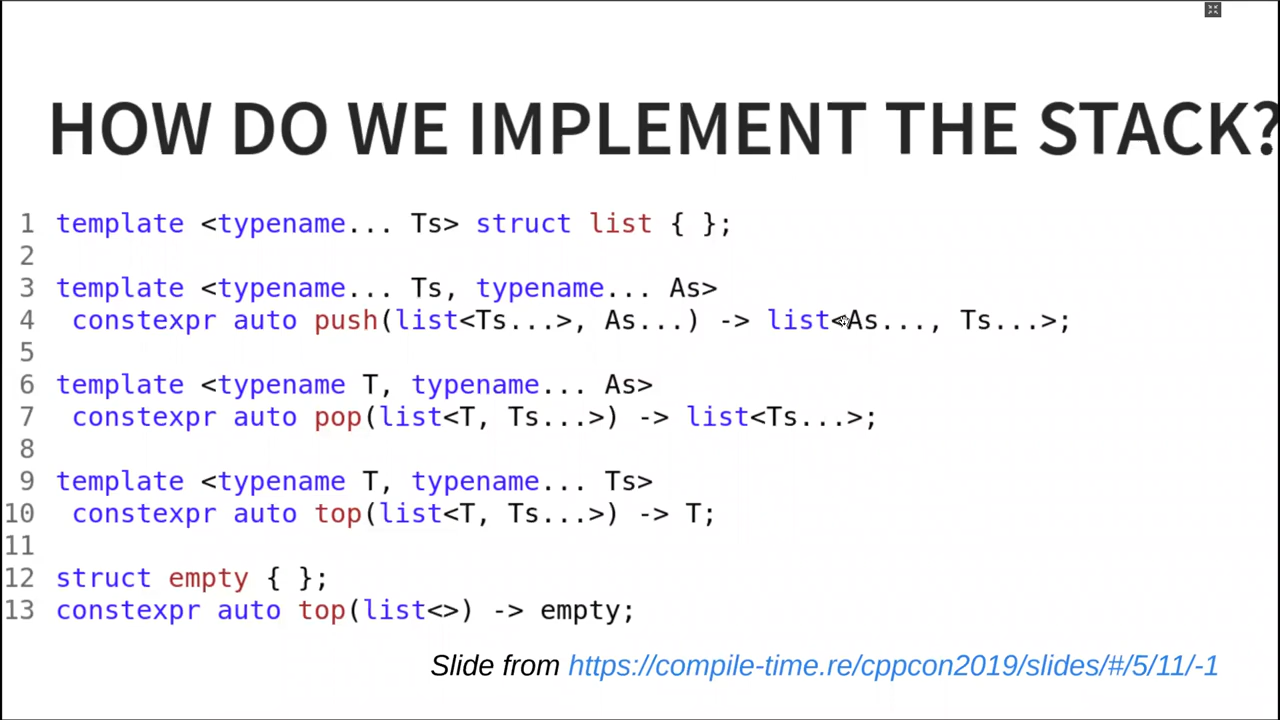 HOW DO WE IMPLEMENT THE STACK?
1 template <typename... Ts> struct list { };
2
3 template <typename... Ts, typename... As>
4  constexpr auto push(list<Ts...>, As...) -> list<As..., Ts...>;
5
6 template <typename T, typename... As>
7  constexpr auto pop(list<T, Ts...>) -> list<Ts...>;
8
9 template <typename T, typename... Ts>
10  constexpr auto top(list<T, Ts...>) -> T;
11
12 struct empty { };
13 constexpr auto top(list<>) -> empty;
Slide from https://compile-time.re/cppcon2019/slides/#/5/11/-1